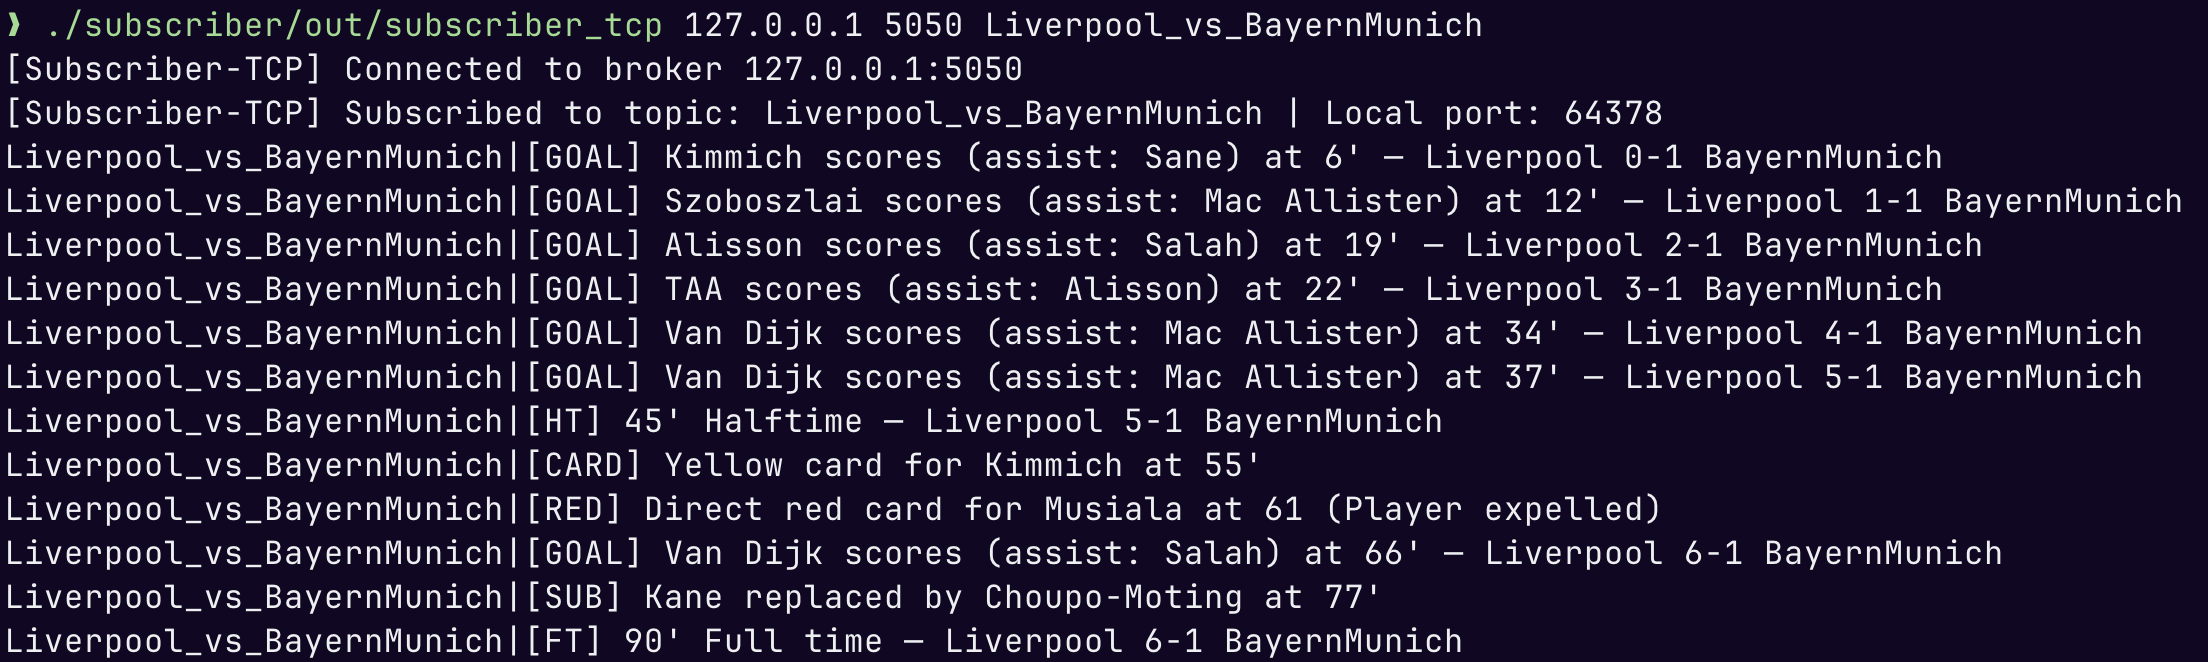 ❯ ./subscriber/out/subscriber_tcp 127.0.0.1 5050 Liverpool_vs_BayernMunich
[Subscriber-TCP] Connected to broker 127.0.0.1:5050
[Subscriber-TCP] Subscribed to topic: Liverpool_vs_BayernMunich | Local port: 64378
Liverpool_vs_BayernMunich|[GOAL] Kimmich scores (assist: Sane) at 6' — Liverpool 0-1 BayernMunich
Liverpool_vs_BayernMunich|[GOAL] Szoboszlai scores (assist: Mac Allister) at 12' — Liverpool 1-1 BayernMunich
Liverpool_vs_BayernMunich|[GOAL] Alisson scores (assist: Salah) at 19' — Liverpool 2-1 BayernMunich
Liverpool_vs_BayernMunich|[GOAL] TAA scores (assist: Alisson) at 22' — Liverpool 3-1 BayernMunich
Liverpool_vs_BayernMunich|[GOAL] Van Dijk scores (assist: Mac Allister) at 34' — Liverpool 4-1 BayernMunich
Liverpool_vs_BayernMunich|[GOAL] Van Dijk scores (assist: Mac Allister) at 37' — Liverpool 5-1 BayernMunich
Liverpool_vs_BayernMunich|[HT] 45' Halftime — Liverpool 5-1 BayernMunich
Liverpool_vs_BayernMunich|[CARD] Yellow card for Kimmich at 55'
Liverpool_vs_BayernMunich|[RED] Direct red card for Musiala at 61 (Player expelled)
Liverpool_vs_BayernMunich|[GOAL] Van Dijk scores (assist: Salah) at 66' — Liverpool 6-1 BayernMunich
Liverpool_vs_BayernMunich|[SUB] Kane replaced by Choupo-Moting at 77'
Liverpool_vs_BayernMunich|[FT] 90' Full time — Liverpool 6-1 BayernMunich